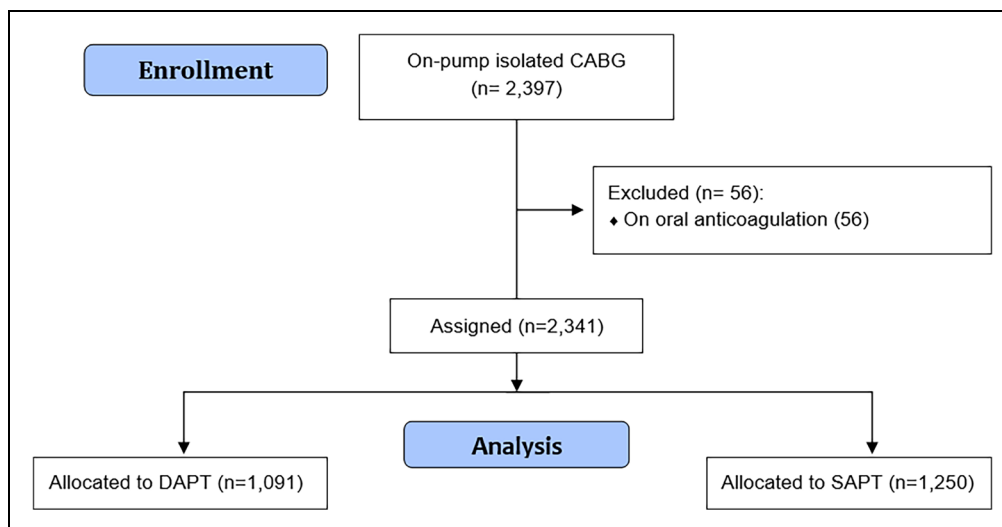 Enrollment
On-pump isolated CABG
(n= 2,397)
Excluded (n= 56):
♦ On oral anticoagulation (56)
Assigned (n=2,341)
Analysis
Allocated to DAPT (n=1,091)
Allocated to SAPT (n=1,250)